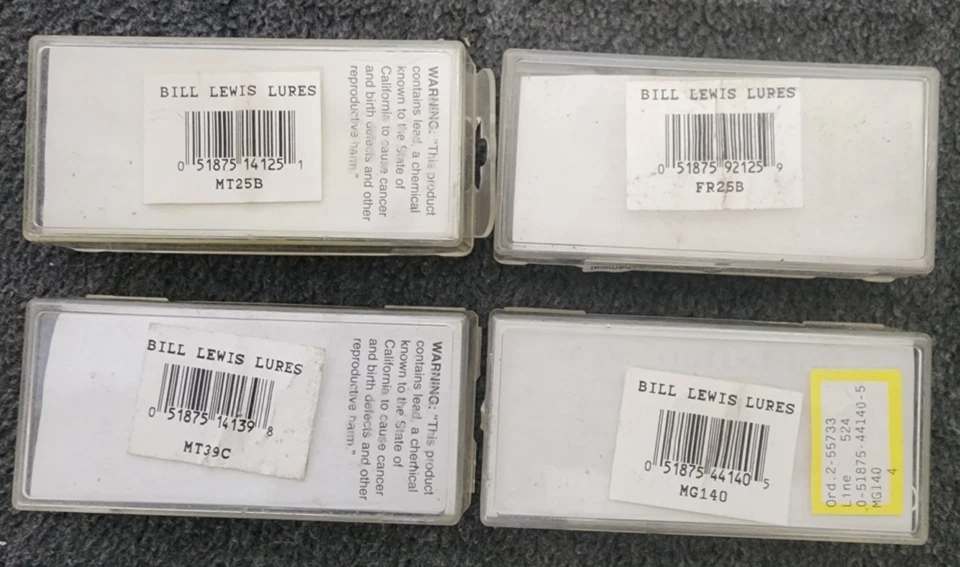 BILL LEWIS LURES
0 51875 14125 1
MT25B
WARNING: "This product
contains lead, a chemical
known to the State of
California to cause cancer
and birth defects and other
reproductive harm."
BILL LEWIS LURES
0 51875 92125 9
FR25B
BILL LEWIS LURES
0 51875 14139 8
MT39C
WARNING: "This product
contains lead, a chemical
known to the State of
California to cause cancer
and birth defects and other
reproductive harm."
BILL LEWIS LURES
0 51875 44140 5
MG140
Ord.2-55733
Line 524
0-51875-44140-5
MG140
4